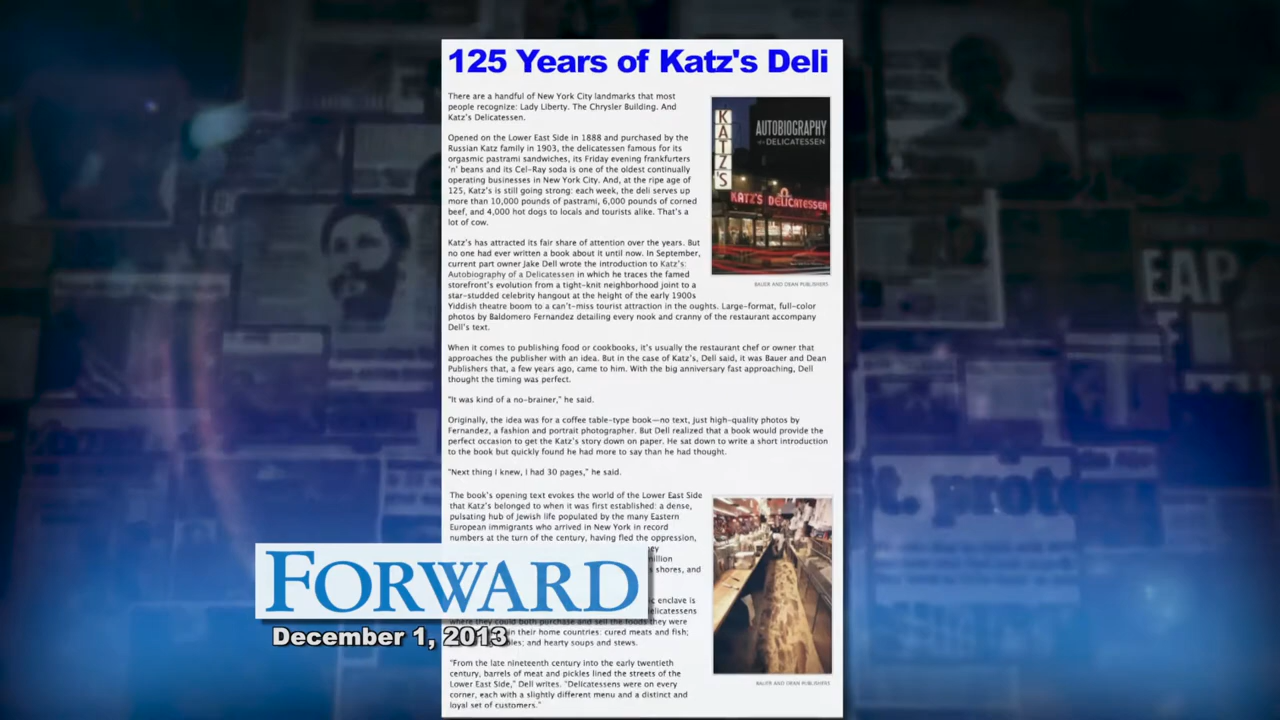 125 Years of Katz's Deli
There are a handful of New York City landmarks that most
people recognize: Lady Liberty. The Chrysler Building. And
Katz's Delicatessen.
Opened on the Lower East Side in 1888 and purchased by the
Russian Katz family in 1903, the delicatessen famous for its
orgasmic pastrami sandwiches, its Friday evening frankfurters
'n' beans and its Cel-Ray soda is one of the oldest continually
operating businesses in New York City. And, at the ripe age of
125, Katz's is still going strong: each week, the deli serves up
more than 10,000 pounds of pastrami, 6,000 pounds of corned
beef, and 4,000 hot dogs to locals and tourists alike. That's a
lot of cow.
KATZ'S
AUTOBIOGRAPHY
of a DELICATESSEN
KATZ'S DELICATESSEN
BAUER AND DEAN PUBLISHERS
Katz's has attracted its fair share of attention over the years. But
no one had ever written a book about it until now. In September,
current part owner Jake Dell wrote the introduction to Katz's:
Autobiography of a Delicatessen in which he traces the famed
storefront's evolution from a tight-knit neighborhood joint to a
star-studded celebrity hangout at the height of the early 1900s
Yiddish theatre boom to a can't-miss tourist attraction in the oughts. Large-format, full-color
photos by Baldomero Fernandez detailing every nook and cranny of the restaurant accompany
Dell's text.
When it comes to publishing food or cookbooks, it's usually the restaurant chef or owner that
approaches the publisher with an idea. But in the case of Katz's, Dell said, it was Bauer and Dean
Publishers that, a few years ago, came to him. With the big anniversary fast approaching, Dell
thought the timing was perfect.
"It was kind of a no-brainer," he said.
Originally, the idea was for a coffee table-type book—no text, just high-quality photos by
Fernandez, a fashion and portrait photographer. But Dell realized that a book would provide the
perfect occasion to get the Katz's story down on paper. He sat down to write a short introduction
to the book but quickly found he had more to say than he had thought.
"Next thing I knew, I had 30 pages," he said.
The book's opening text evokes the world of the Lower East Side
that Katz's belonged to when it was first established: a dense,
pulsating hub of Jewish life populated by the many Eastern
European immigrants who arrived in New York in record
numbers at the turn of the century, having fled the oppression,
shores, and
enclave is
where they could both purchase and sell the foods they were
in their home countries: cured meats and fish;
and hearty soups and stews.
"From the late nineteenth century into the early twentieth
century, barrels of meat and pickles lined the streets of the
Lower East Side," Dell writes. "Delicatessens were on every
corner, each with a slightly different menu and a distinct and
loyal set of customers."
BAUER AND DEAN PUBLISHERS
FORWARD
December 1, 2013
EAT